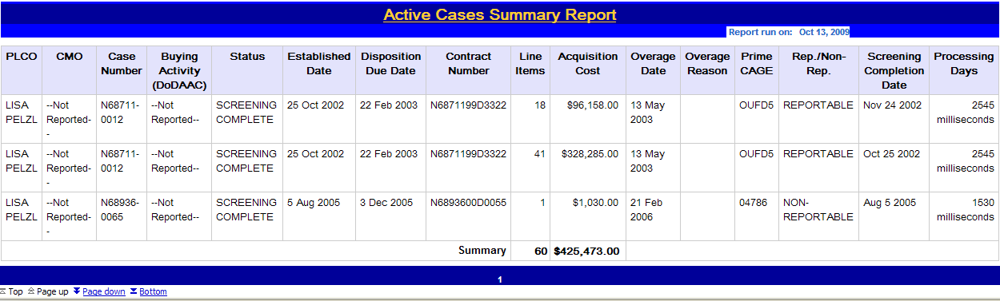 Active Cases Summary Report
Report run on: Oct 13, 2009
PLCO CMO Case Buying Status Established Disposition Contract Line Acquisition Overage Overage Prime Rep./Non- Screening Processing
Number Activity Date Due Date Number Items Cost Date Reason CAGE Rep. Completion Days
(DoDAAC) Date
LISA --Not N68711- --Not SCREENING 25 Oct 2002 22 Feb 2003 N6871199D3322 18 $96,158.00 13 May OUFD5 REPORTABLE Nov 24 2002 2545
PELZL Reported- 0012 Reported-- COMPLETE 2003 milliseconds
-
LISA --Not N68711- --Not SCREENING 25 Oct 2002 22 Feb 2003 N6871199D3322 41 $328,285.00 13 May OUFD5 REPORTABLE Oct 25 2002 2545
PELZL Reported- 0012 Reported-- COMPLETE 2003 milliseconds
-
LISA --Not N68936- --Not SCREENING 5 Aug 2005 3 Dec 2005 N6893600D0055 1 $1,030.00 21 Feb 04786 NON- Aug 5 2005 1530
PELZL Reported- 0065 Reported-- COMPLETE 2006 REPORTABLE milliseconds
-
Summary 60 $425,473.00
1
Top Page up Page down Bottom